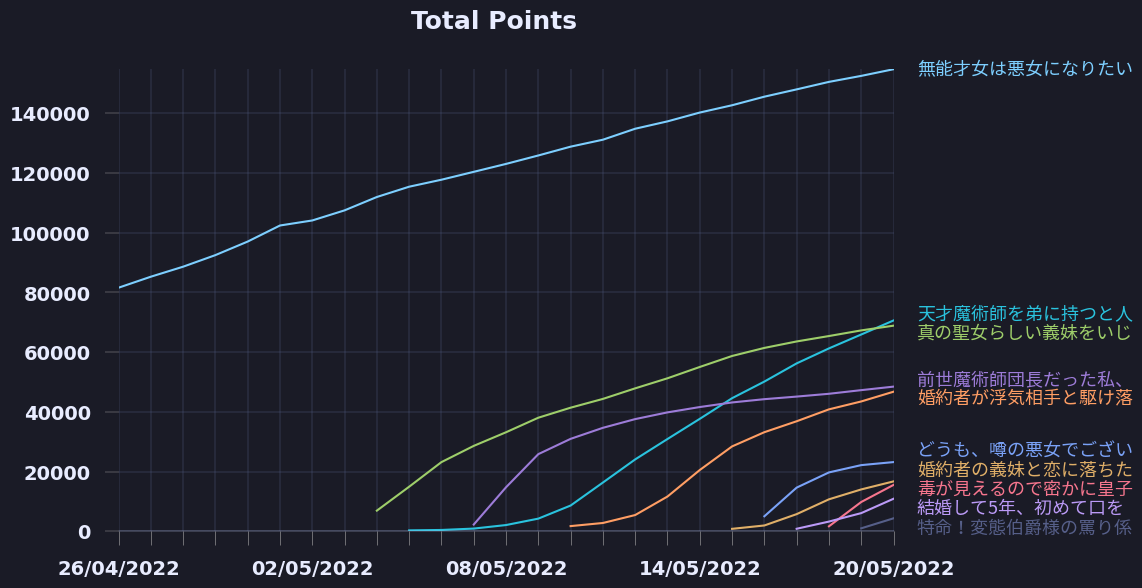 Total Points
140000
120000
100000
80000
60000
40000
20000
0
26/04/2022
02/05/2022
08/05/2022
14/05/2022
20/05/2022
無能才女は悪女になりたい
天才魔術師を弟に持つと人
真の聖女らしい義妹をいじ
前世魔術師団長だった私、
婚約者が浮気相手と駆け落
どうも、噂の悪女でござい
婚約者の義妹と恋に落ちた
毒が見えるので密かに皇子
結婚して5年、初めて口を
特命！変態伯爵様の罵り係